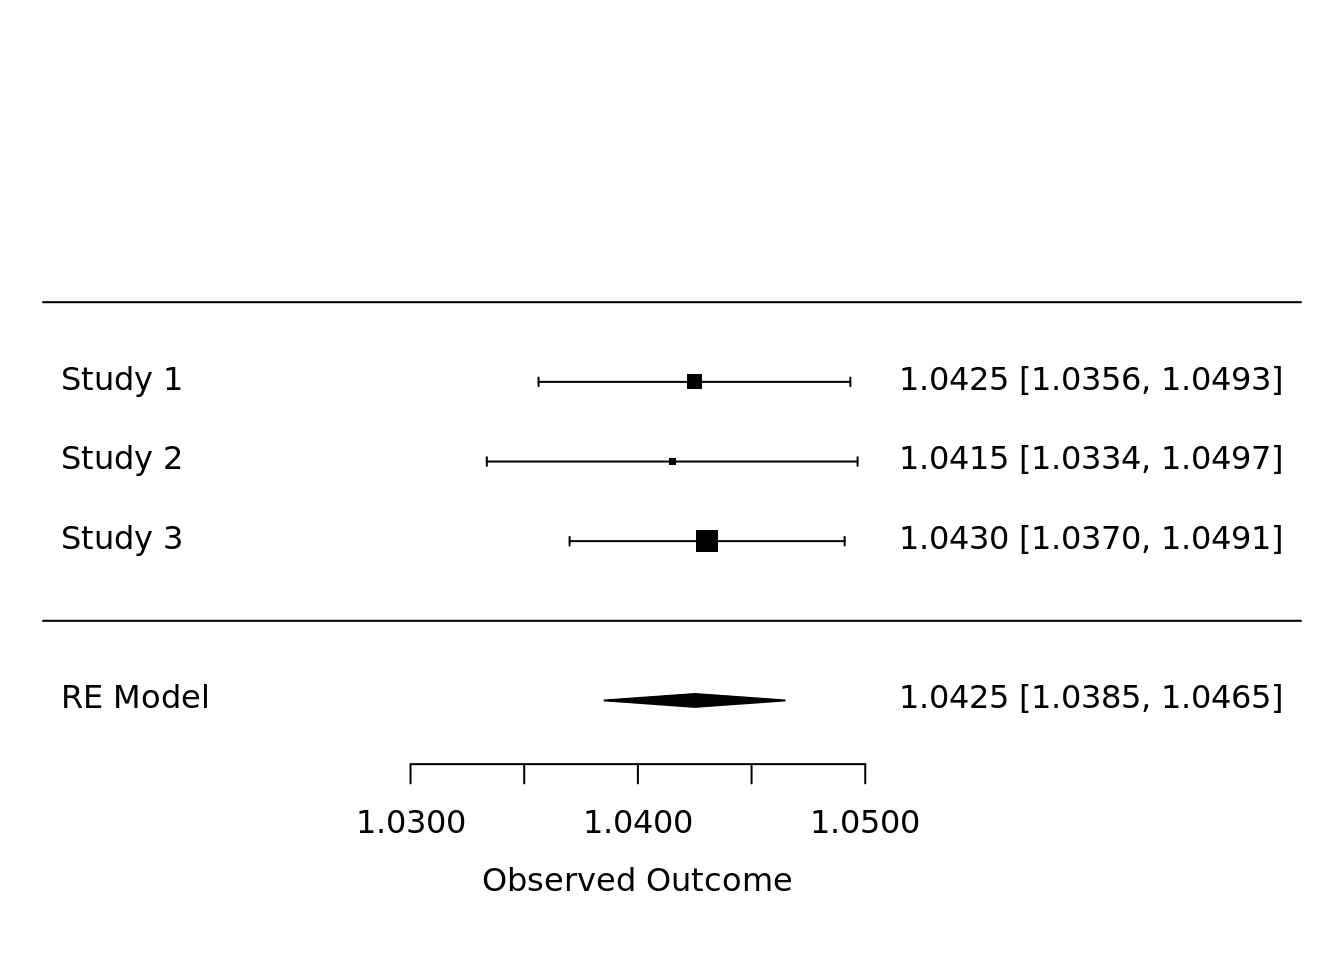 Study 1 1.0425 [1.0356, 1.0493]
Study 2 1.0415 [1.0334, 1.0497]
Study 3 1.0430 [1.0370, 1.0491]
RE Model 1.0425 [1.0385, 1.0465]
1.0300 1.0400 1.0500
Observed Outcome